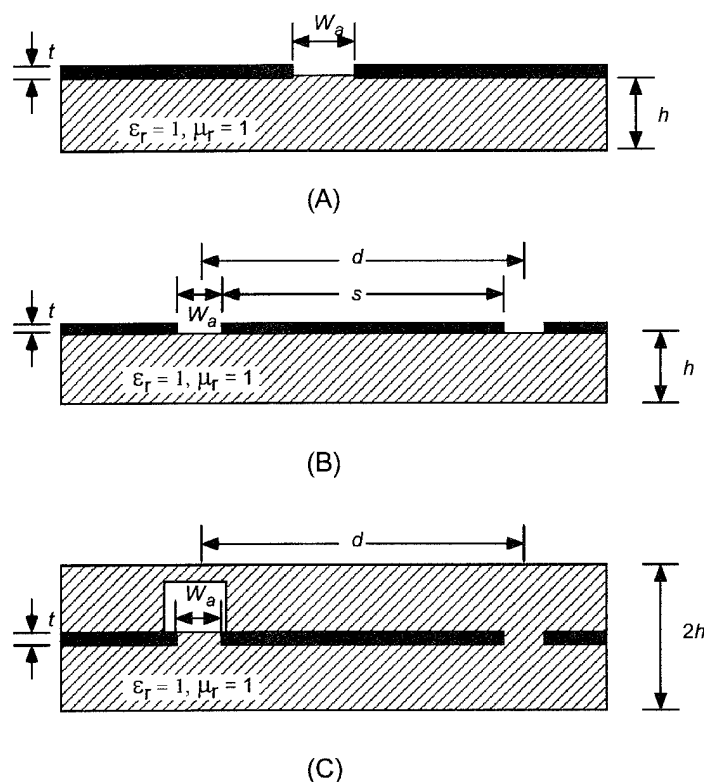 Wa
t
h
εr = 1, μr = 1
(A)
d
t
s
Wa
h
εr = 1, μr = 1
(B)
d
Wa
t
2h
εr = 1, μr = 1
(C)